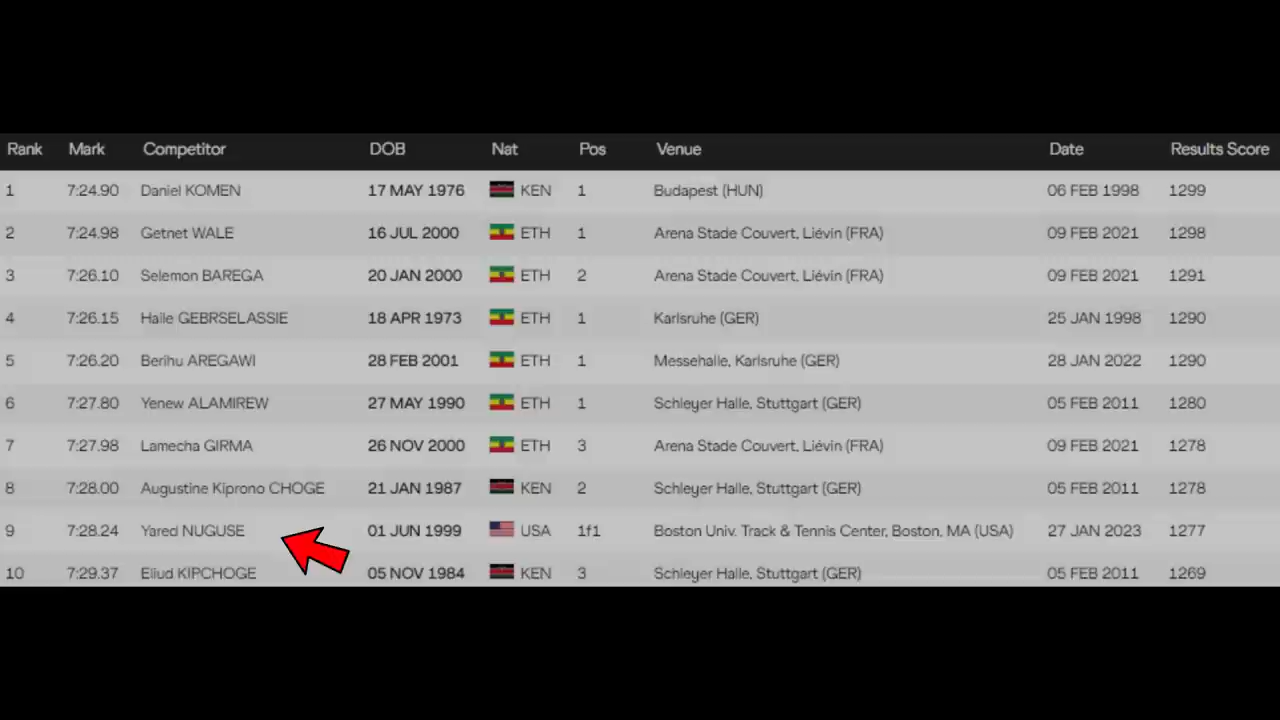 Rank Mark Competitor DOB Nat Pos Venue Date Results Score
1 7:24.90 Daniel KOMEN 17 MAY 1976 KEN 1 Budapest (HUN) 06 FEB 1998 1299
2 7:24.98 Getnet WALE 16 JUL 2000 ETH 1 Arena Stade Couvert, Liévin (FRA) 09 FEB 2021 1298
3 7:26.10 Selemon BAREGA 20 JAN 2000 ETH 2 Arena Stade Couvert, Liévin (FRA) 09 FEB 2021 1291
4 7:26.15 Haile GEBRSELASSIE 18 APR 1973 ETH 1 Karlsruhe (GER) 25 JAN 1998 1290
5 7:26.20 Berihu AREGAWI 28 FEB 2001 ETH 1 Messehalle, Karlsruhe (GER) 28 JAN 2022 1290
6 7:27.80 Yenew ALAMIREW 27 MAY 1990 ETH 1 Schleyer Halle, Stuttgart (GER) 05 FEB 2011 1280
7 7:27.98 Lamecha GIRMA 26 NOV 2000 ETH 3 Arena Stade Couvert, Liévin (FRA) 09 FEB 2021 1278
8 7:28.00 Augustine Kiprono CHOGE 21 JAN 1987 KEN 2 Schleyer Halle, Stuttgart (GER) 05 FEB 2011 1278
9 7:28.24 Yared NUGUSE 01 JUN 1999 USA 1f1 Boston Univ. Track & Tennis Center, Boston, MA (USA) 27 JAN 2023 1277
10 7:29.37 Eliud KIPCHOGE 05 NOV 1984 KEN 3 Schleyer Halle, Stuttgart (GER) 05 FEB 2011 1269